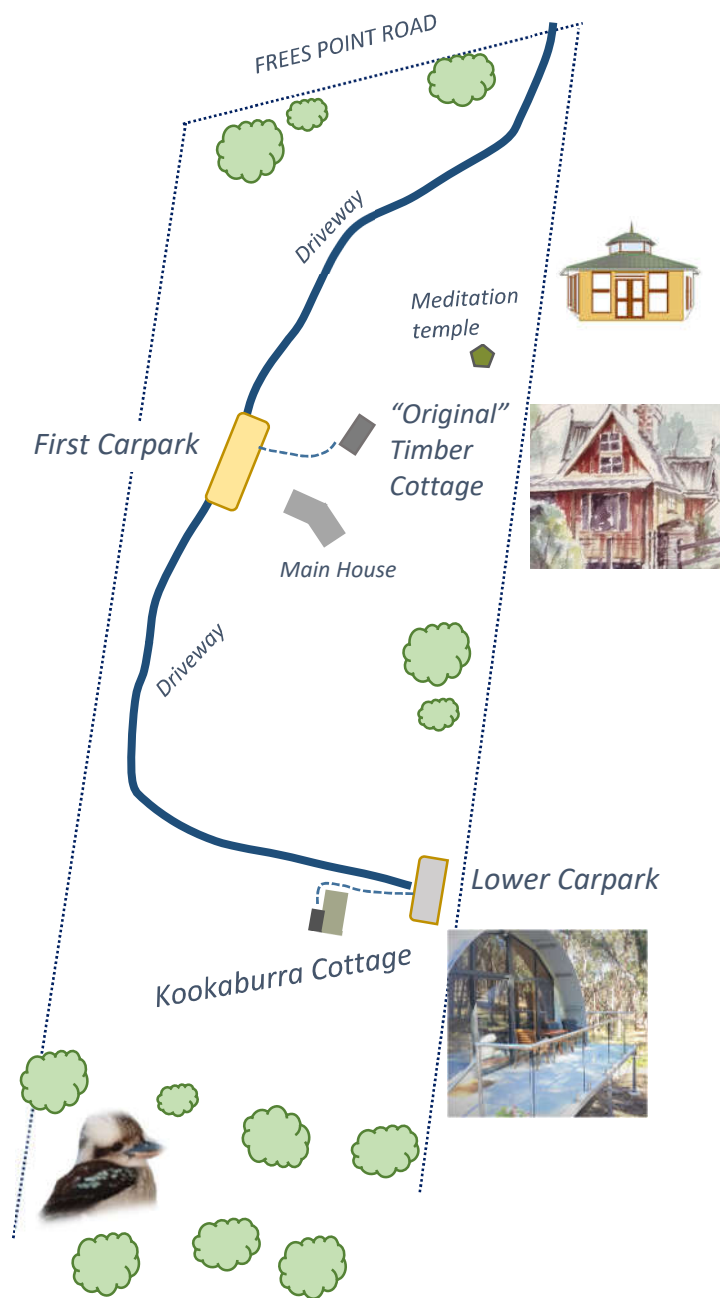 FREES POINT ROAD
Driveway
Meditation
temple
"Original"
Timber
Cottage
First Carpark
Main House
Driveway
Lower Carpark
Kookaburra Cottage